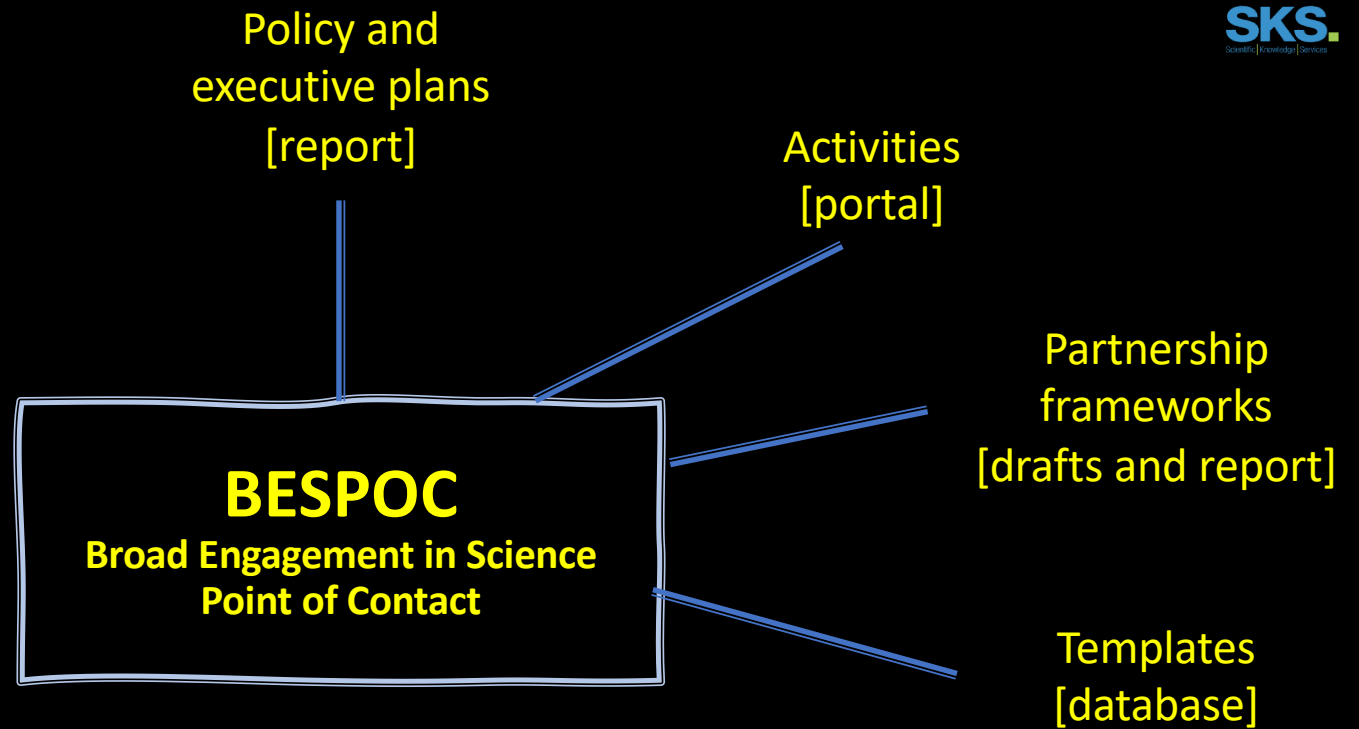 Policy and
executive plans
[report]
SKS.
Scientific|Knowledge|Services
Activities
[portal]
Partnership
frameworks
[drafts and report]
BESPOC
Broad Engagement in Science
Point of Contact
Templates
[database]